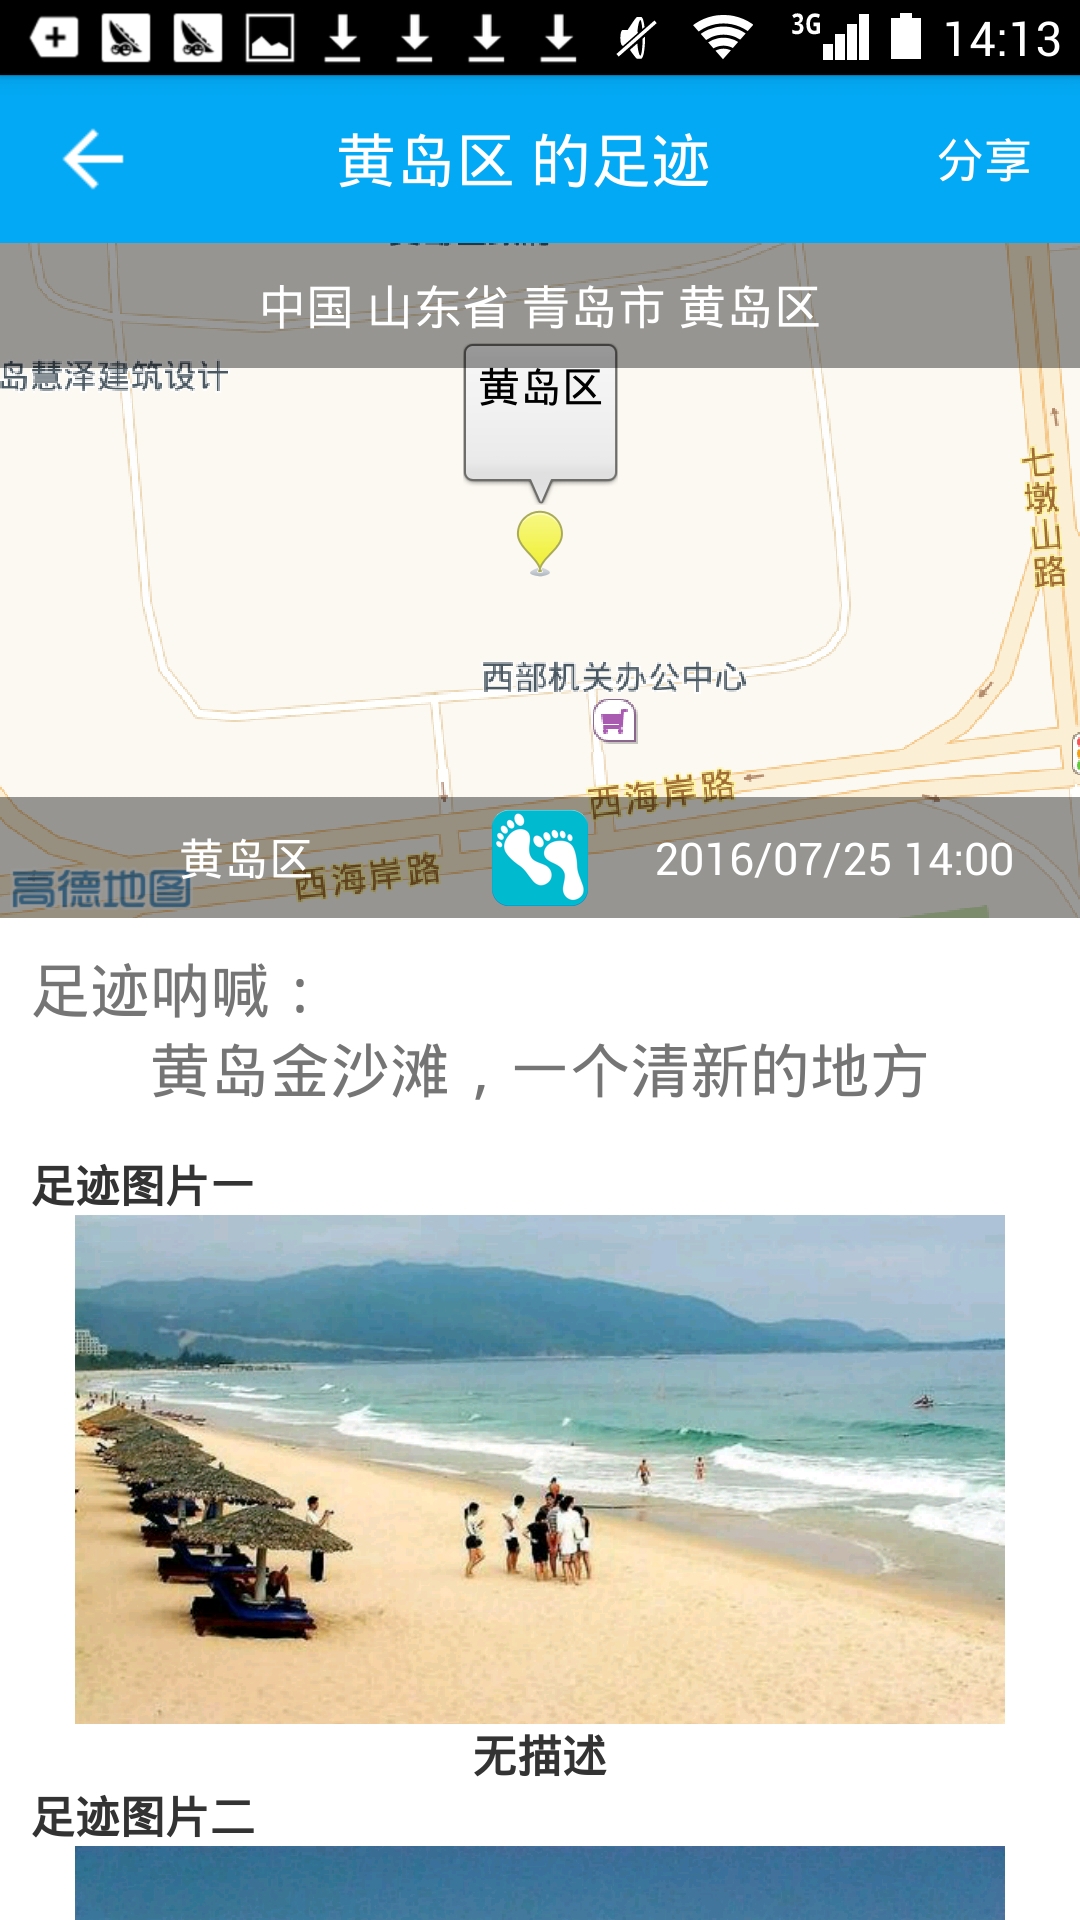 3G 14:13
黄岛区 的足迹
分享
中国 山东省 青岛市 黄岛区
岛慧泽建筑设计
黄岛区
七墩山路
西部机关办公中心
西海岸路
黄岛区
2016/07/25 14:00
高德地图
西海岸路
足迹呐喊：
黄岛金沙滩，一个清新的地方
足迹图片一
无描述
足迹图片二